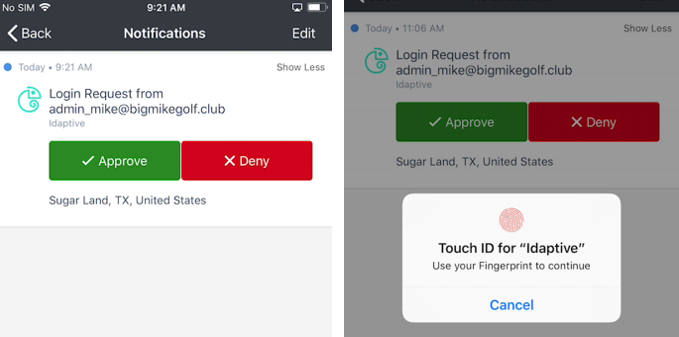 No SIM 9:21 AM
Back Notifications Edit
Today • 9:21 AM Show Less
Login Request from
admin_mike@bigmikegolf.club
Idaptive
Approve Deny
Sugar Land, TX, United States
Today • 11:06 AM Show Less
Login Request from
admin_mike@bigmikegolf.club
Idaptive
Approve Deny
Sugar Land, TX, United States
Touch ID for “Idaptive”
Use your Fingerprint to continue
Cancel